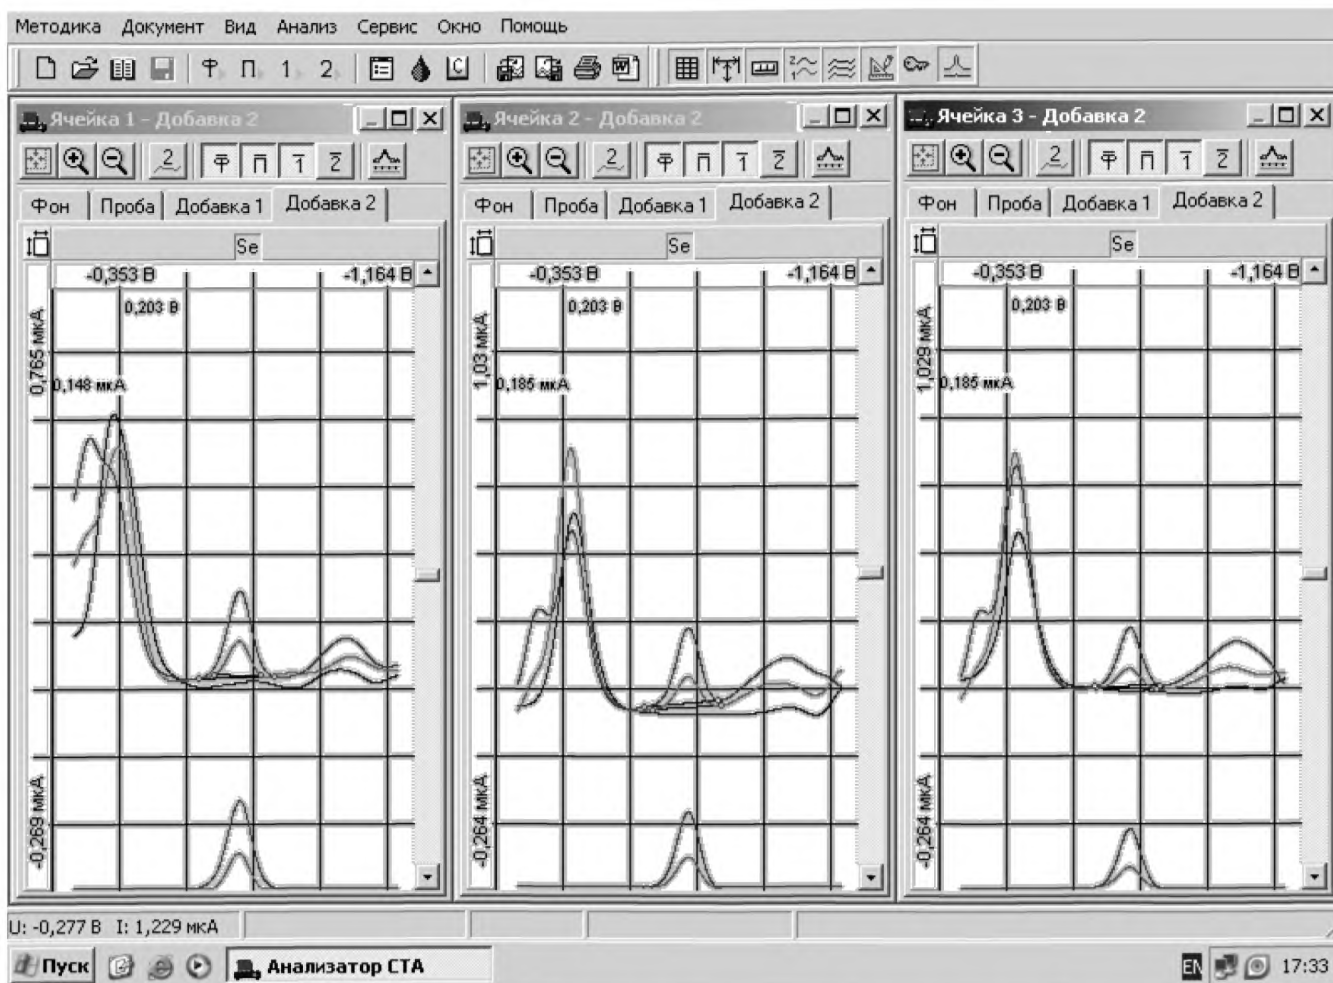 Методика Документ Вид Анализ Сервис Окно Помощь
Ячейка 1 - Добавка 2
Фон Проба Добавка 1 Добавка 2
Se
-0,353 В -1,164 В
0,203 В
0,765 мкА
0,148 мкА
-0,269 мкА
Ячейка 2 - Добавка 2
Фон Проба Добавка 1 Добавка 2
Se
-0,353 В -1,164 В
0,203 В
1,03 мкА
0,185 мкА
-0,264 мкА
Ячейка 3 - Добавка 2
Фон Проба Добавка 1 Добавка 2
Se
-0,353 В -1,164 В
0,203 В
1,029 мкА
0,185 мкА
-0,264 мкА
U: -0,277 В I: 1,229 мкА
Пуск Анализатор СТА EN 17:33